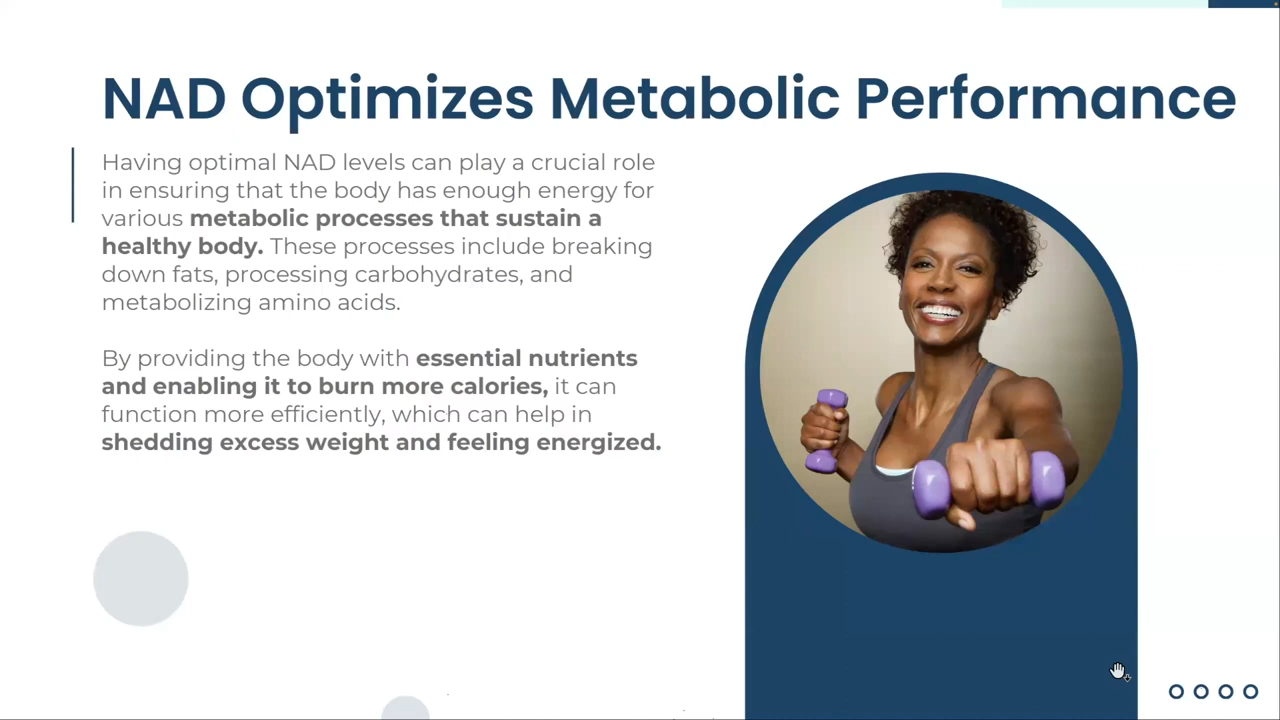 NAD Optimizes Metabolic Performance
Having optimal NAD levels can play a crucial role
in ensuring that the body has enough energy for
various metabolic processes that sustain a
healthy body. These processes include breaking
down fats, processing carbohydrates, and
metabolizing amino acids.
By providing the body with essential nutrients
and enabling it to burn more calories, it can
function more efficiently, which can help in
shedding excess weight and feeling energized.